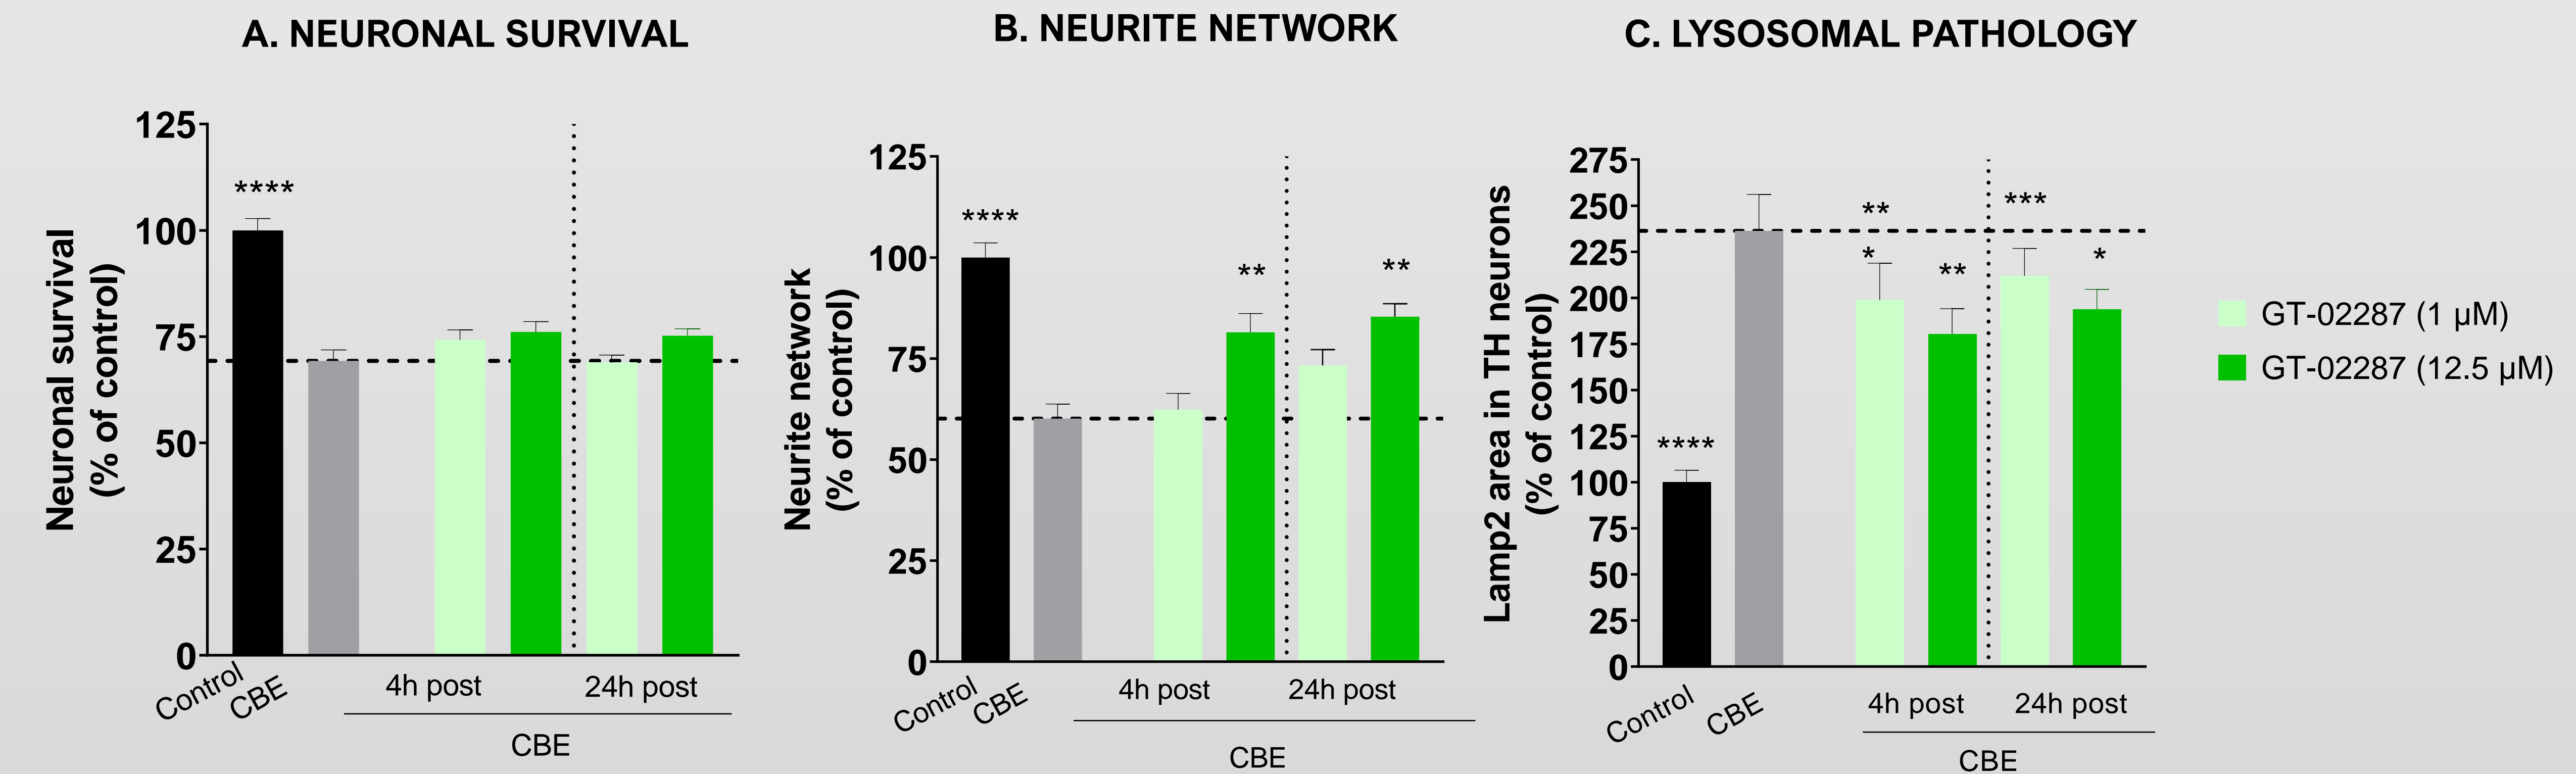 A. NEURONAL SURVIVAL
Neuronal survival
(% of control)
125
100
75
50
25
0
****
Control
CBE
4h post
24h post
CBE
B. NEURITE NETWORK
Neurite network
(% of control)
125
100
75
50
25
0
****
**
**
Control
CBE
4h post
24h post
CBE
C. LYSOSOMAL PATHOLOGY
Lamp2 area in TH neurons
(% of control)
275
250
225
200
175
150
125
100
75
50
25
0
****
**
*
**
***
*
Control
CBE
4h post
24h post
CBE
GT-02287 (1 µM)
GT-02287 (12.5 µM)